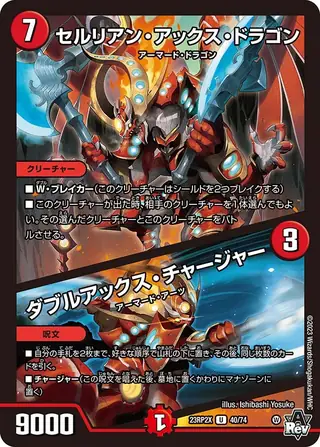 7
セルリアン・アックス・ドラゴン
アーマード・ドラゴン
クリーチャー
■W・ブレイカー(このクリーチャーはシールドを2つブレイクする)
■このクリーチャーが出た時、相手のクリーチャーを1体選んでもよ
い。その選んだクリーチャーとこのクリーチャーをバト
ルさせる。
3
ダブルアックス・チャージャー
アーマード・アーツ
呪文
■自分の手札を2枚まで、好きな順序で山札の下に置き、その後、同じ枚数のカー
ドを引く。
■チャージャー(この呪文を唱えた後、墓地に置くかわりにマナゾーンに
置く)
illus.: Ishibashi Yosuke
9000
1
23RP2X U 40/74
W
Rev
©2023 Wizards/Shogakukan/WHC